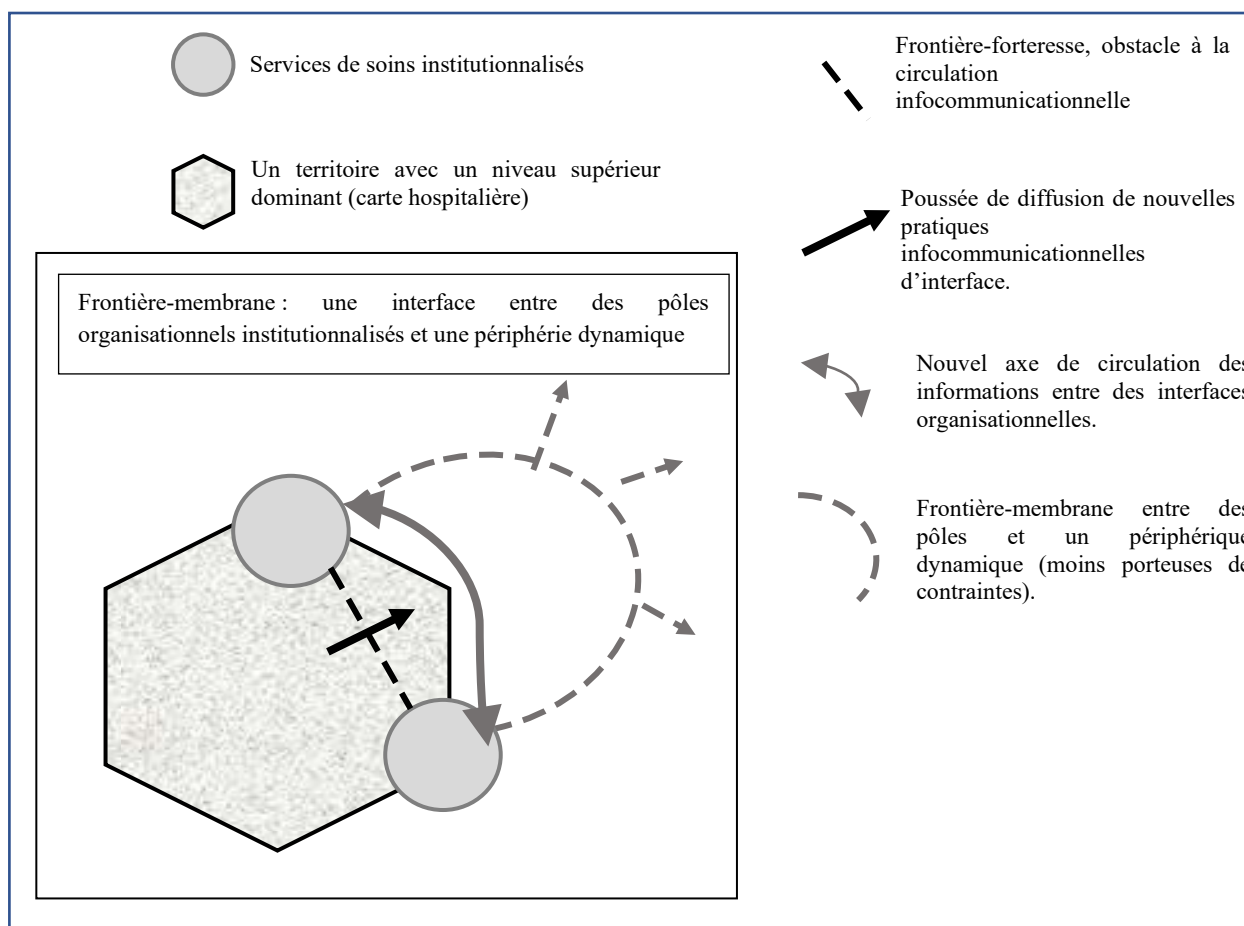 Services de soins institutionnalisés
Un territoire avec un niveau supérieur
dominant (carte hospitalière)
Frontière-membrane : une interface entre des pôles
organisationnels institutionnalisés et une périphérie dynamique
Frontière-forteresse, obstacle à la
circulation
infocommunicationnelle
Poussée de diffusion de nouvelles
pratiques
infocommunicationnelles
d’interface.
Nouvel axe de circulation des
informations entre des interfaces
organisationnelles.
Frontière-membrane entre des
pôles et un périphérique
dynamique (moins porteuses de
contraintes).